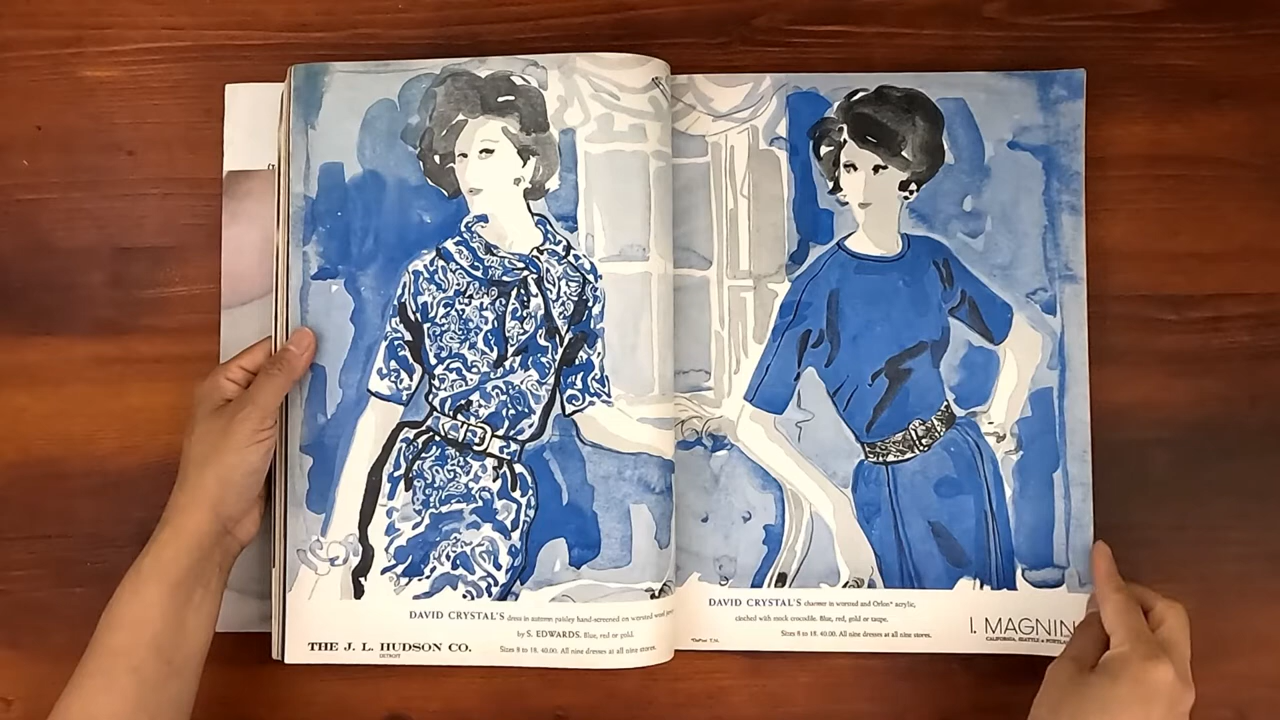 DAVID CRYSTAL'S dress in autumn paisley hand-screened on worsted wool jersey
by S. EDWARDS. Blue, red or gold.
THE J. L. HUDSON CO.
DETROIT
Sizes 8 to 18. 40.00. All nine dresses at all nine stores.
DAVID CRYSTAL'S charmer in worsted and Orlon* acrylic,
cinched with mock crocodile. Blue, red, gold or taupe.
Sizes 8 to 18. 40.00. All nine dresses at all nine stores.
*DuPont T.M.
I. MAGNIN
CALIFORNIA, SEATTLE &